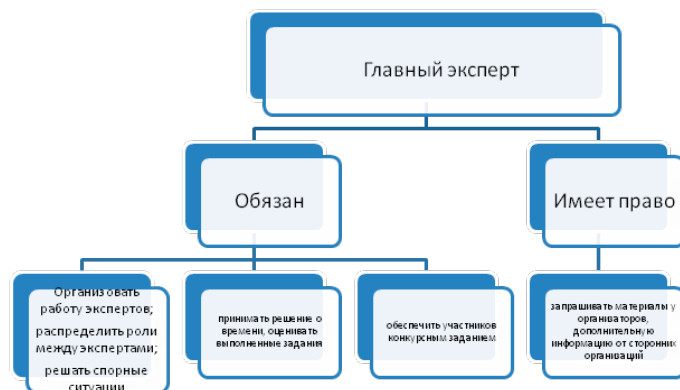 Главный эксперт
Обязан
Имеет право
Организовать
работу экспертов;
распределить роли
между экспертами;
решать спорные
ситуации
принимать решение о
времени, оценивать
выполненные задания
обеспечить участников
конкурсным заданием
запрашивать материалы у
организаторов,
дополнительную
информацию от сторонних
организаций